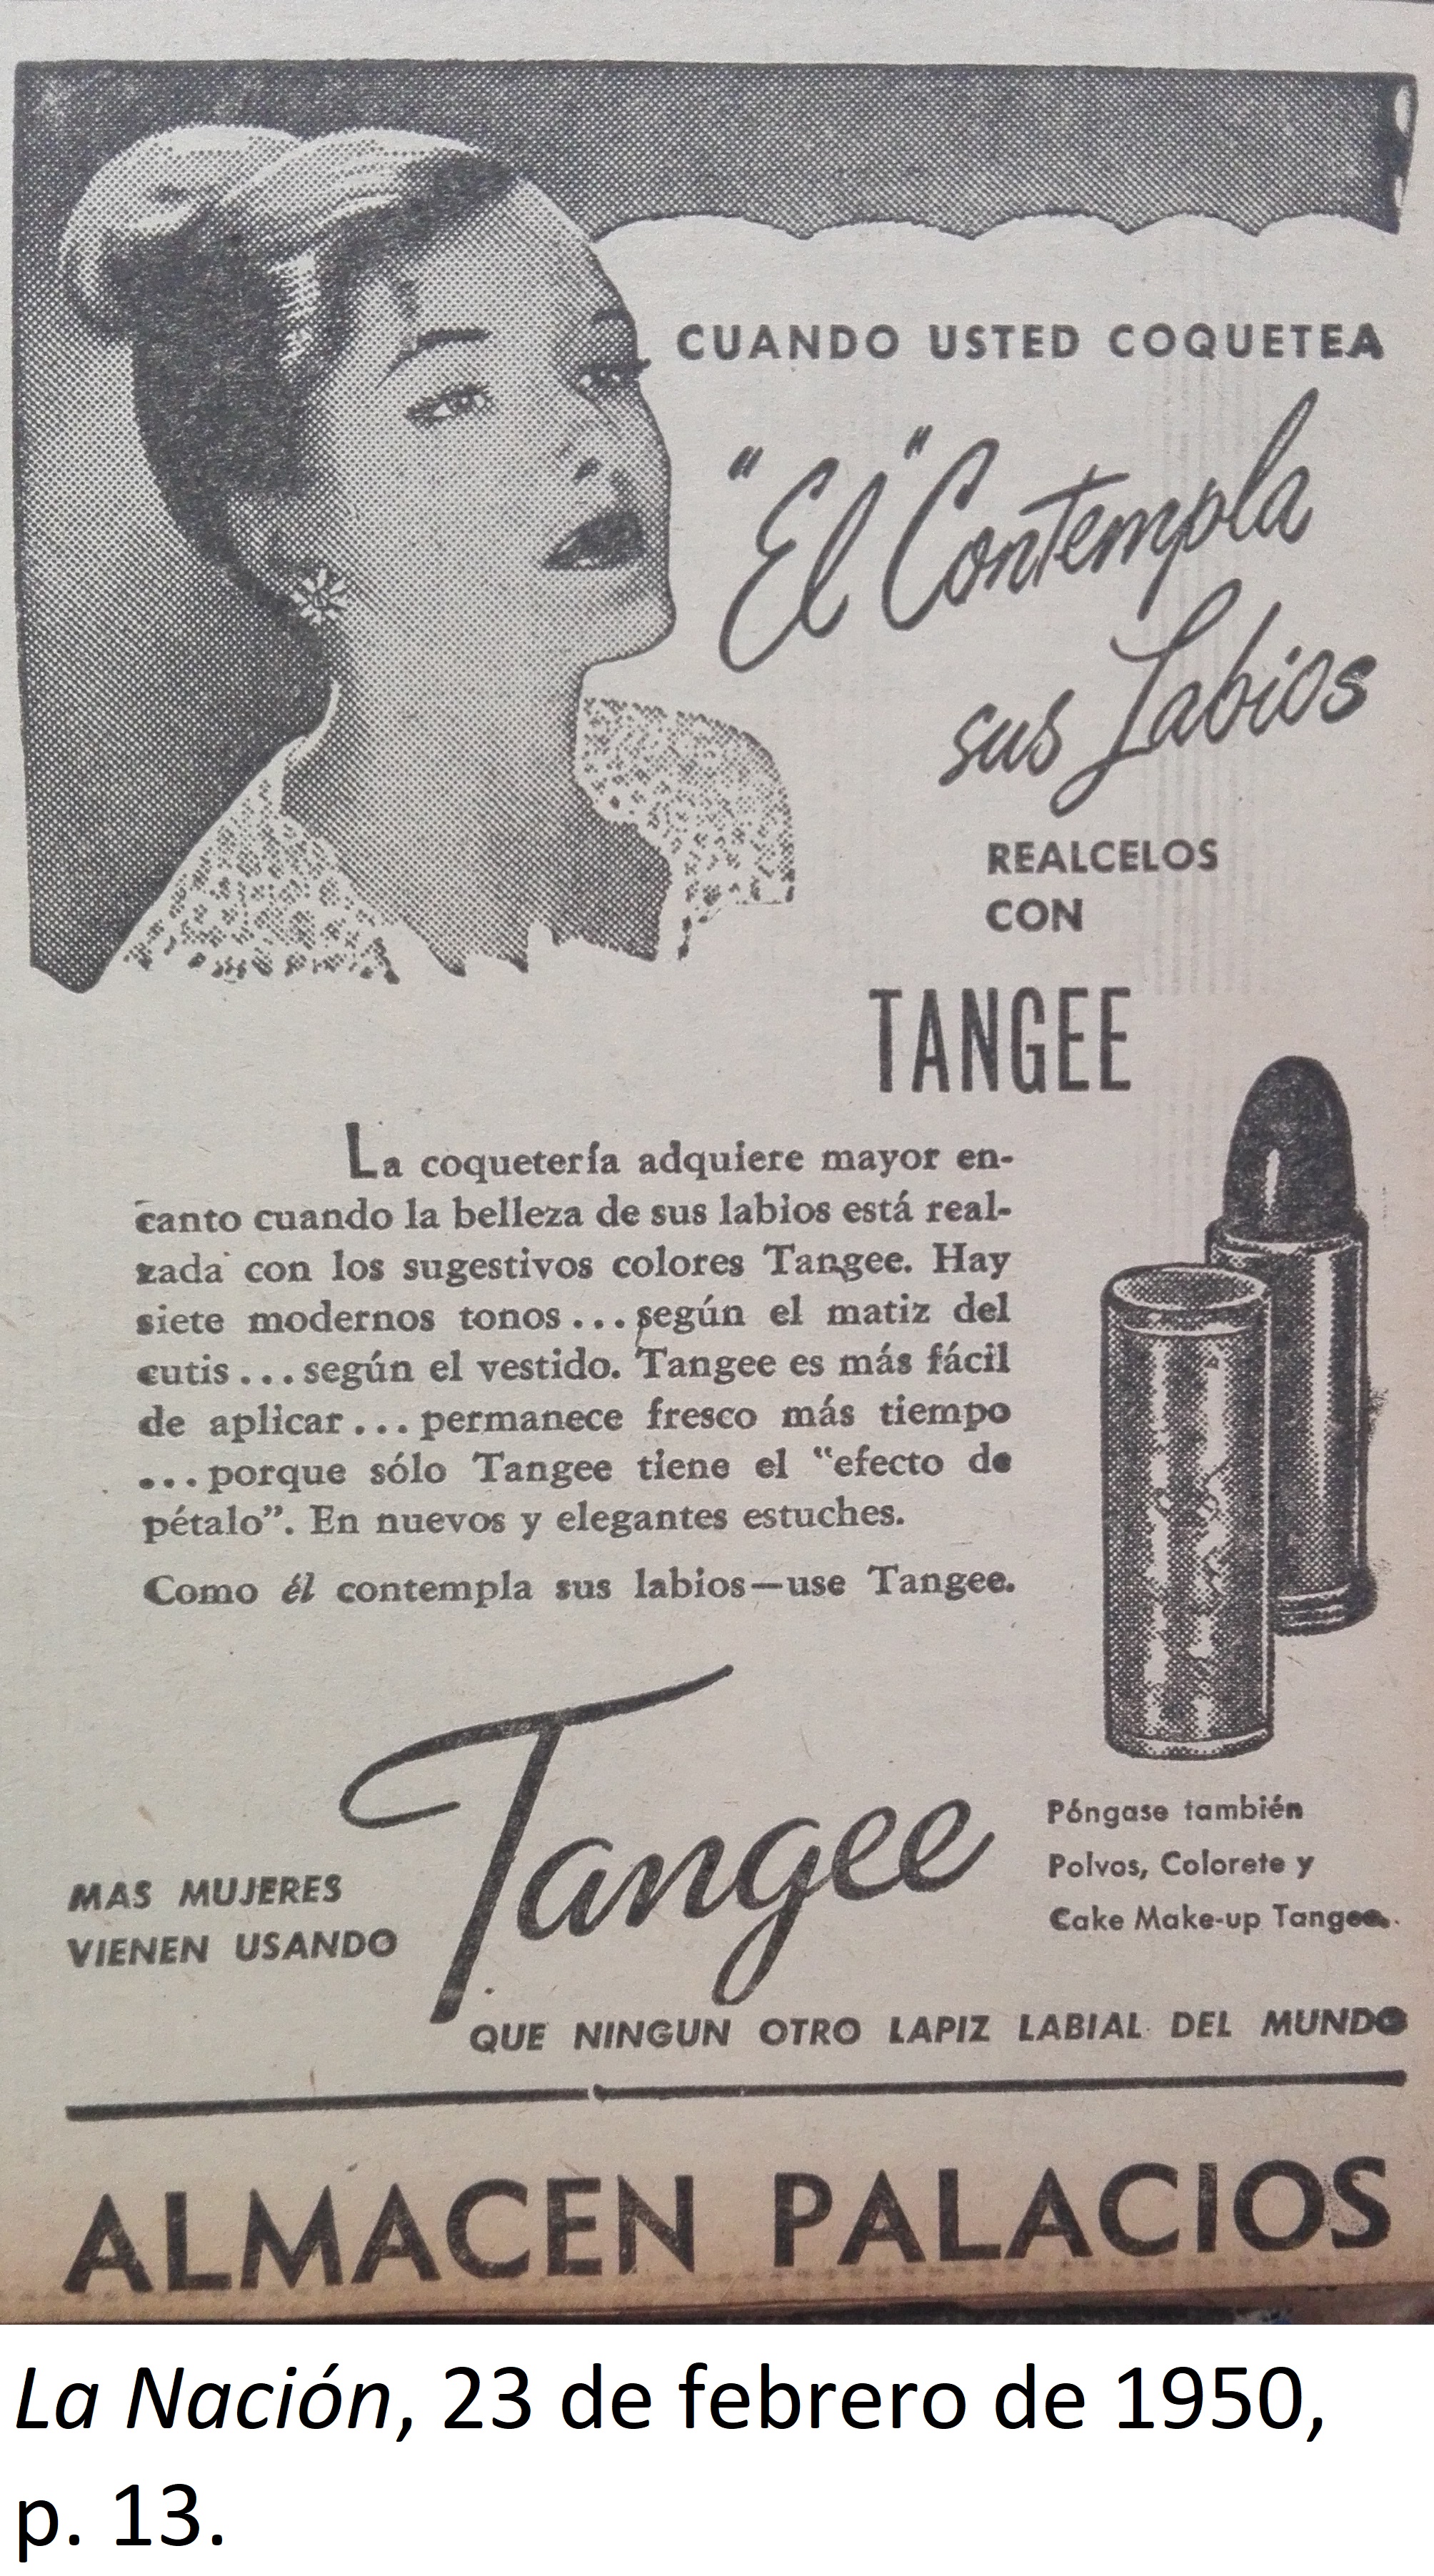 CUANDO USTED COQUETEA
"El" Contempla
sus Labios
REALCELOS
CON
TANGEE
La coquetería adquiere mayor en-
canto cuando la belleza de sus labios está real-
zada con los sugestivos colores Tangee. Hay
siete modernos tonos... según el matiz del
cutis... según el vestido. Tangee es más fácil
de aplicar... permanece fresco más tiempo
...porque sólo Tangee tiene el "efecto de
pétalo". En nuevos y elegantes estuches.
Como él contempla sus labios—use Tangee.
MAS MUJERES
VIENEN USANDO
Tangee
Póngase también
Polvos, Colorete y
Cake Make-up Tangee.
QUE NINGUN OTRO LAPIZ LABIAL DEL MUNDO
ALMACEN PALACIOS
La Nación, 23 de febrero de 1950,
p. 13.